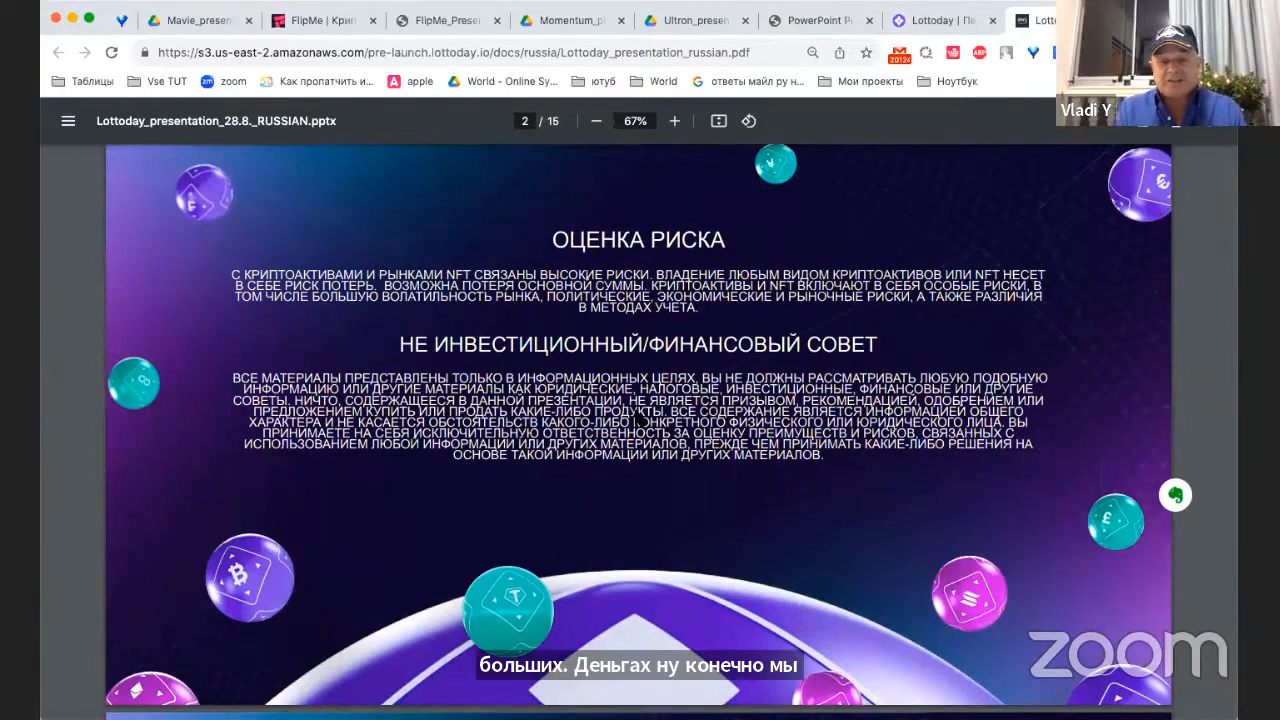 Mavie_presen
FlipMe | Крип
FlipMe_Prese
Momentum_p
Ultron_presen
PowerPoint P
Lottoday | Пе
Lotto
https://s3.us-east-2.amazonaws.com/pre-launch.lottoday.io/docs/russia/Lottoday_presentation_russian.pdf
20124
ABP
Таблицы
Vse TUT
zm
zoom
Как пропатчить и...
apple
World - Online Sy...
ютуб
World
ответы майл ру н...
Мои проекты
Ноутбук
Vladi Y
Lottoday_presentation_28.8._RUSSIAN.pptx
2 / 15
67%
ОЦЕНКА РИСКА
С КРИПТОАКТИВАМИ И РЫНКАМИ NFT СВЯЗАНЫ ВЫСОКИЕ РИСКИ. ВЛАДЕНИЕ ЛЮБЫМ ВИДОМ КРИПТОАКТИВОВ ИЛИ NFT НЕСЕТ
В СЕБЕ РИСК ПОТЕРЬ. ВОЗМОЖНА ПОТЕРЯ ОСНОВНОЙ СУММЫ. КРИПТОАКТИВЫ И NFT ВКЛЮЧАЮТ В СЕБЯ ОСОБЫЕ РИСКИ, В
ТОМ ЧИСЛЕ БОЛЬШУЮ ВОЛАТИЛЬНОСТЬ РЫНКА, ПОЛИТИЧЕСКИЕ, ЭКОНОМИЧЕСКИЕ И РЫНОЧНЫЕ РИСКИ, А ТАКЖЕ РАЗЛИЧИЯ
В МЕТОДАХ УЧЕТА.
НЕ ИНВЕСТИЦИОННЫЙ/ФИНАНСОВЫЙ СОВЕТ
ВСЕ МАТЕРИАЛЫ ПРЕДСТАВЛЕНЫ ТОЛЬКО В ИНФОРМАЦИОННЫХ ЦЕЛЯХ, ВЫ НЕ ДОЛЖНЫ РАССМАТРИВАТЬ ЛЮБУЮ ПОДОБНУЮ
ИНФОРМАЦИЮ ИЛИ ДРУГИЕ МАТЕРИАЛЫ КАК ЮРИДИЧЕСКИЕ, НАЛОГОВЫЕ, ИНВЕСТИЦИОННЫЕ, ФИНАНСОВЫЕ ИЛИ ДРУГИЕ
СОВЕТЫ. НИЧТО, СОДЕРЖАЩЕЕСЯ В ДАННОЙ ПРЕЗЕНТАЦИИ, НЕ ЯВЛЯЕТСЯ ПРИЗЫВОМ, РЕКОМЕНДАЦИЕЙ, ОДОБРЕНИЕМ ИЛИ
ПРЕДЛОЖЕНИЕМ КУПИТЬ ИЛИ ПРОДАТЬ КАКИЕ-ЛИБО ПРОДУКТЫ. ВСЕ СОДЕРЖАНИЕ ЯВЛЯЕТСЯ ИНФОРМАЦИЕЙ ОБЩЕГО
ХАРАКТЕРА И НЕ КАСАЕТСЯ ОБСТОЯТЕЛЬСТВ КАКОГО-ЛИБО КОНКРЕТНОГО ФИЗИЧЕСКОГО ИЛИ ЮРИДИЧЕСКОГО ЛИЦА. ВЫ
ПРИНИМАЕТЕ НА СЕБЯ ИСКЛЮЧИТЕЛЬНУЮ ОТВЕТСТВЕННОСТЬ ЗА ОЦЕНКУ ПРЕИМУЩЕСТВ И РИСКОВ, СВЯЗАННЫХ С
ИСПОЛЬЗОВАНИЕМ ЛЮБОЙ ИНФОРМАЦИИ ИЛИ ДРУГИХ МАТЕРИАЛОВ, ПРЕЖДЕ ЧЕМ ПРИНИМАТЬ КАКИЕ-ЛИБО РЕШЕНИЯ НА
ОСНОВЕ ТАКОЙ ИНФОРМАЦИИ ИЛИ ДРУГИХ МАТЕРИАЛОВ.
больших. Деньгах ну конечно мы
zoom